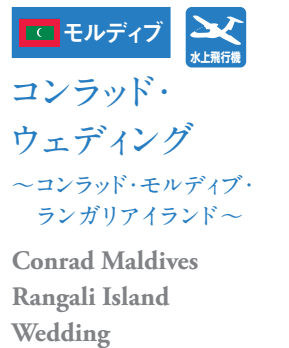 モルディブ
水上飛行機
コンラッド・
ウェディング
～コンラッド・モルディブ・
ランガリアイランド～
Conrad Maldives
Rangali Island
Wedding